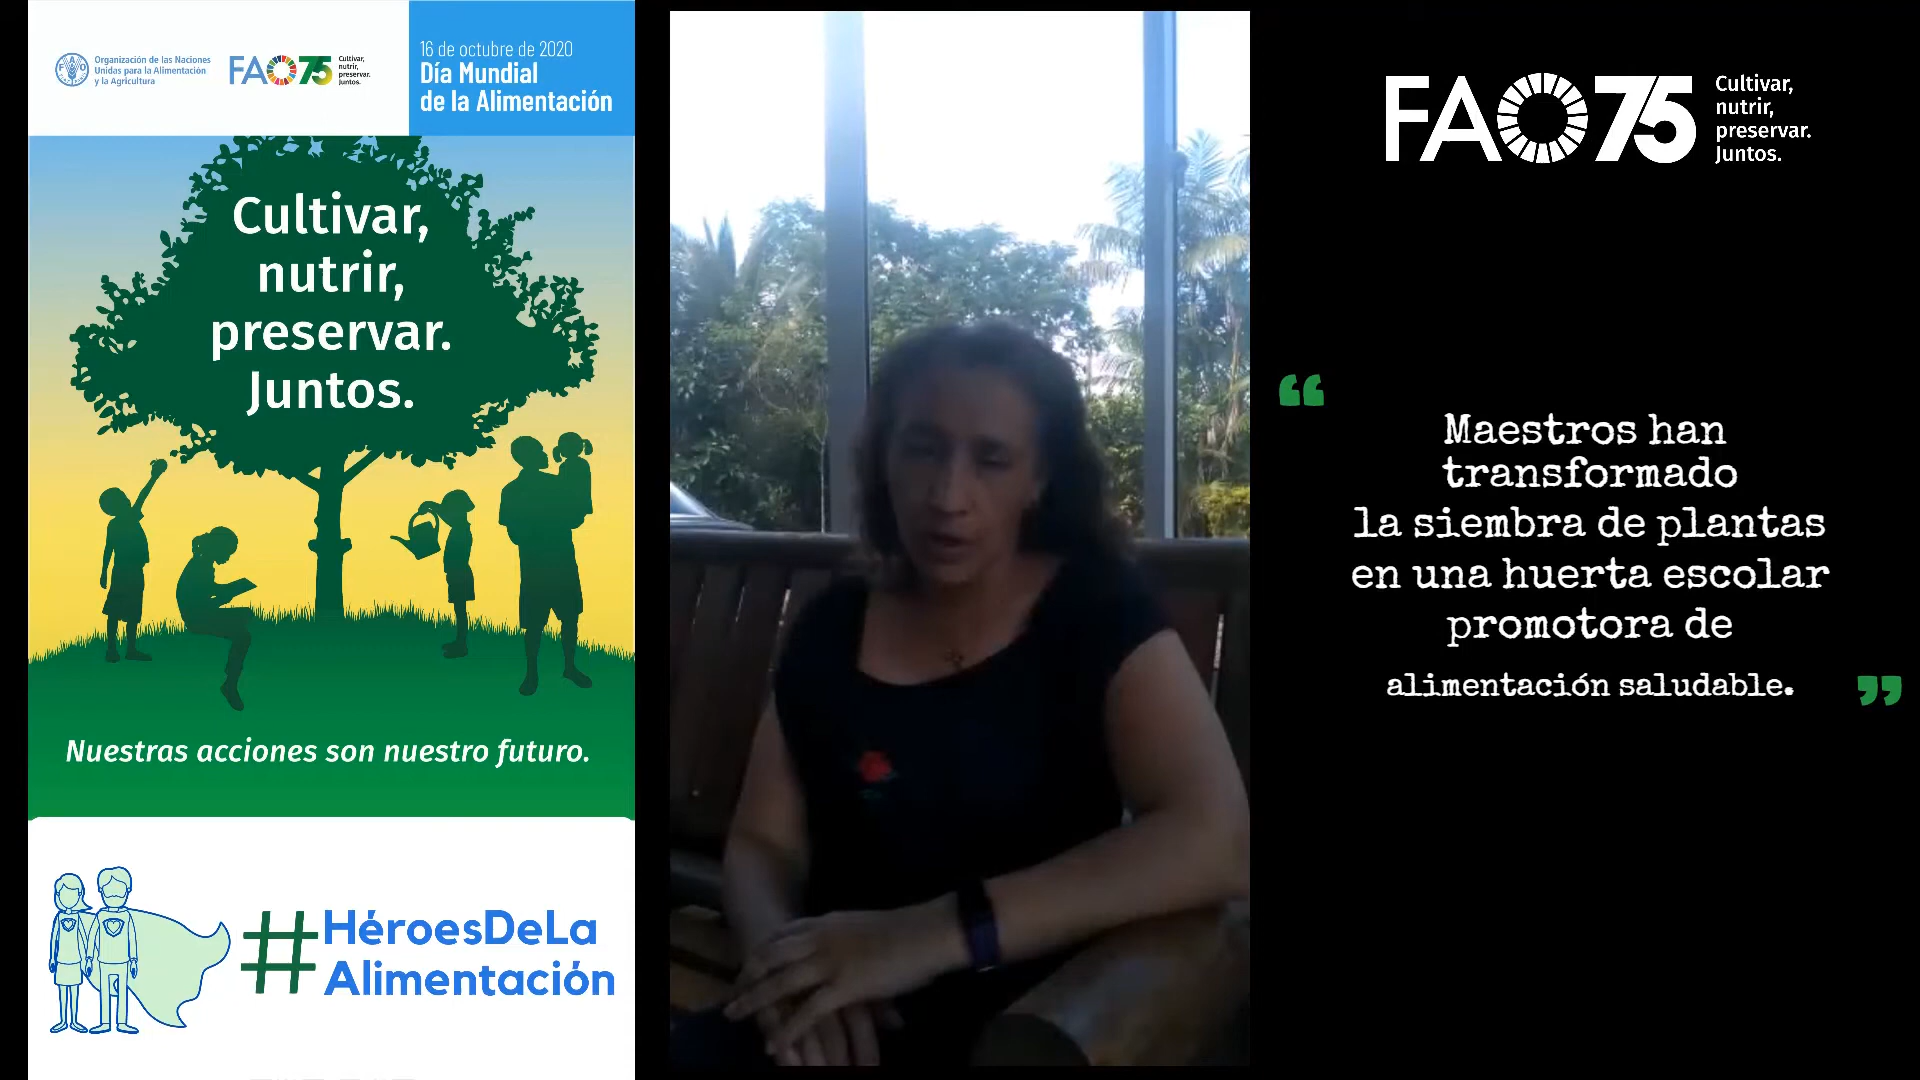 Organización de las Naciones
Unidas para la Alimentación
y la Agricultura
FAO75
Cultivar,
nutrir,
preservar.
Juntos.
16 de octubre de 2020
Día Mundial
de la Alimentación
Cultivar,
nutrir,
preservar.
Juntos.
Nuestras acciones son nuestro futuro.
#HéroesDeLa
Alimentación
FAO75
Cultivar,
nutrir,
preservar.
Juntos.
“
Maestros han
transformado
la siembra de plantas
en una huerta escolar
promotora de
alimentación saludable.
”